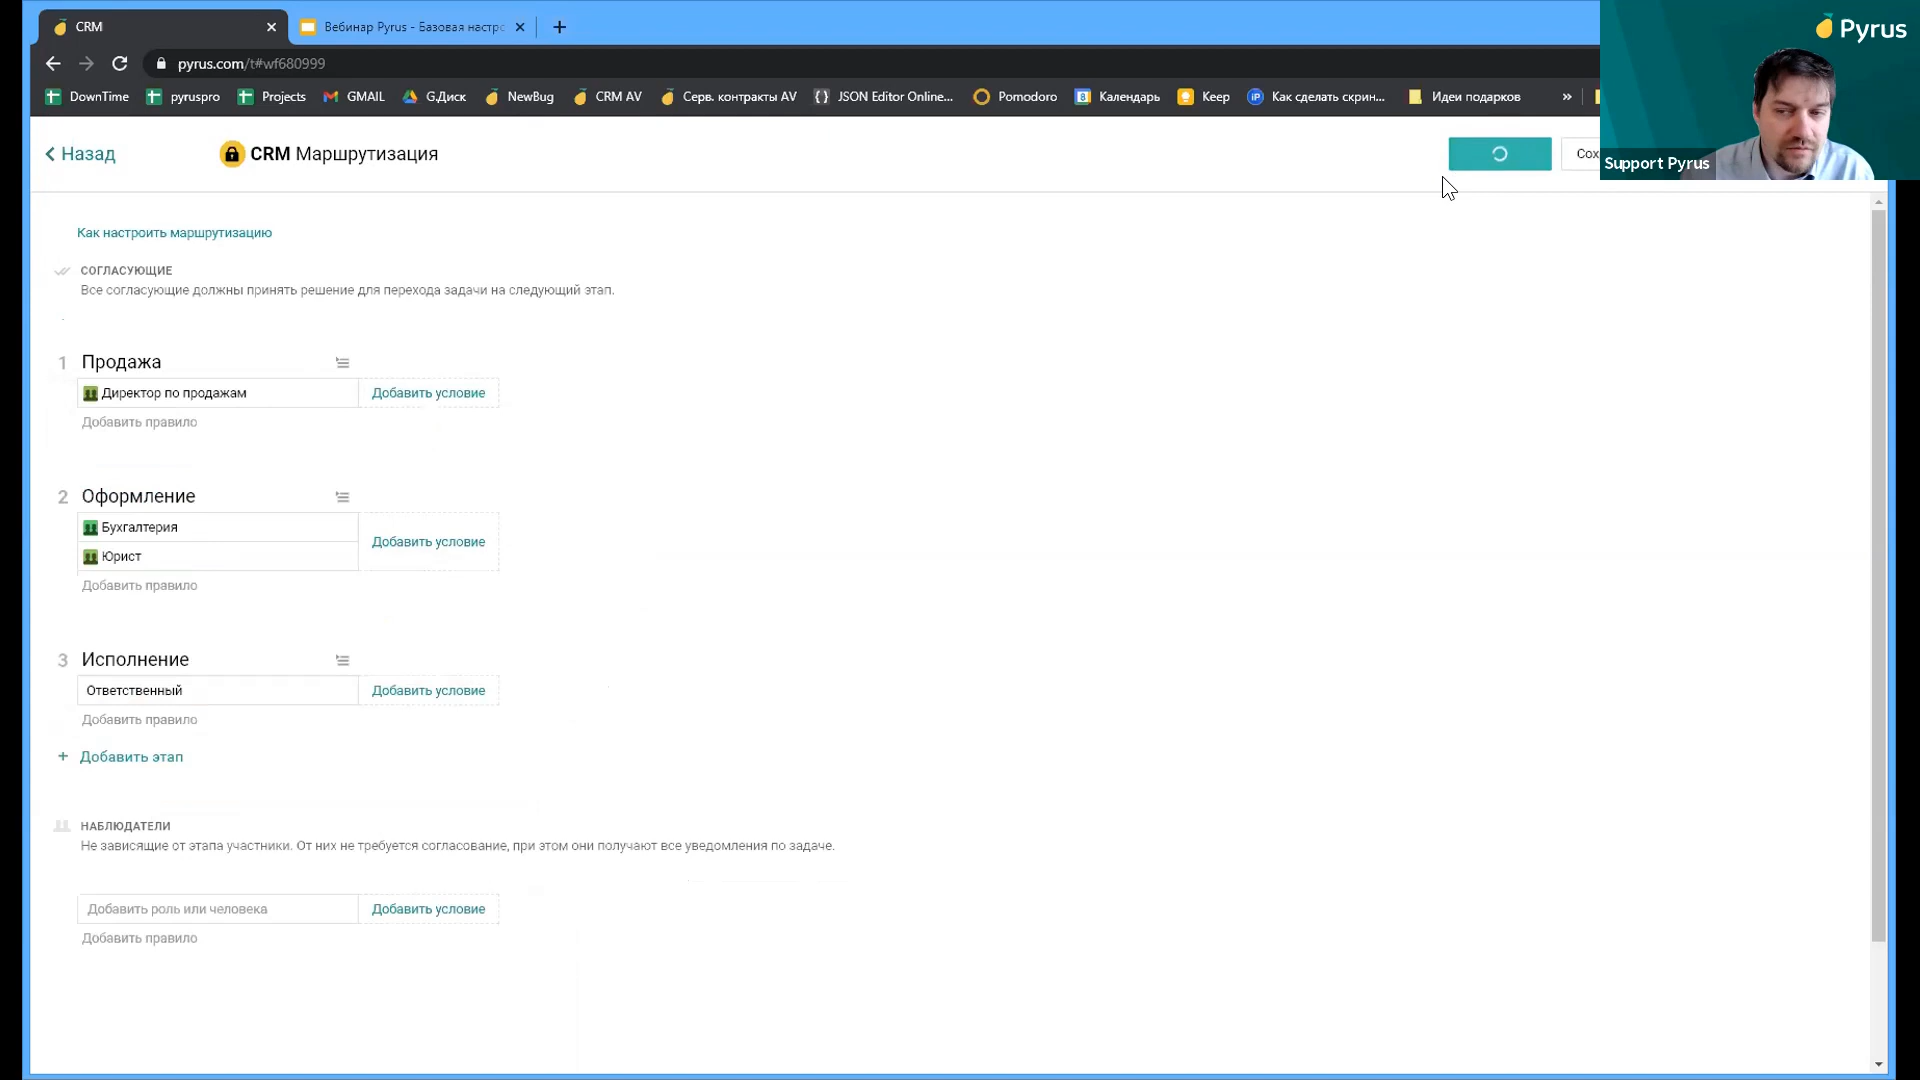 CRM
Вебинар Pyrus - Базовая настро
Pyrus
pyrus.com/t#wf680999
DownTime
pyruspro
Projects
GMAIL
G.Диск
NewBug
CRM AV
Серв. контракты AV
JSON Editor Online...
Pomodoro
Календарь
Keep
Как сделать скрин...
Идеи подарков
»
Назад
CRM Маршрутизация
Сох
Support Pyrus
Как настроить маршрутизацию
СОГЛАСУЮЩИЕ
Все согласующие должны принять решение для перехода задачи на следующий этап.
1 Продажа
Директор по продажам
Добавить условие
Добавить правило
2 Оформление
Бухгалтерия
Юрист
Добавить условие
Добавить правило
3 Исполнение
Ответственный
Добавить условие
Добавить правило
+ Добавить этап
НАБЛЮДАТЕЛИ
Не зависящие от этапа участники. От них не требуется согласование, при этом они получают все уведомления по задаче.
Добавить роль или человека
Добавить условие
Добавить правило